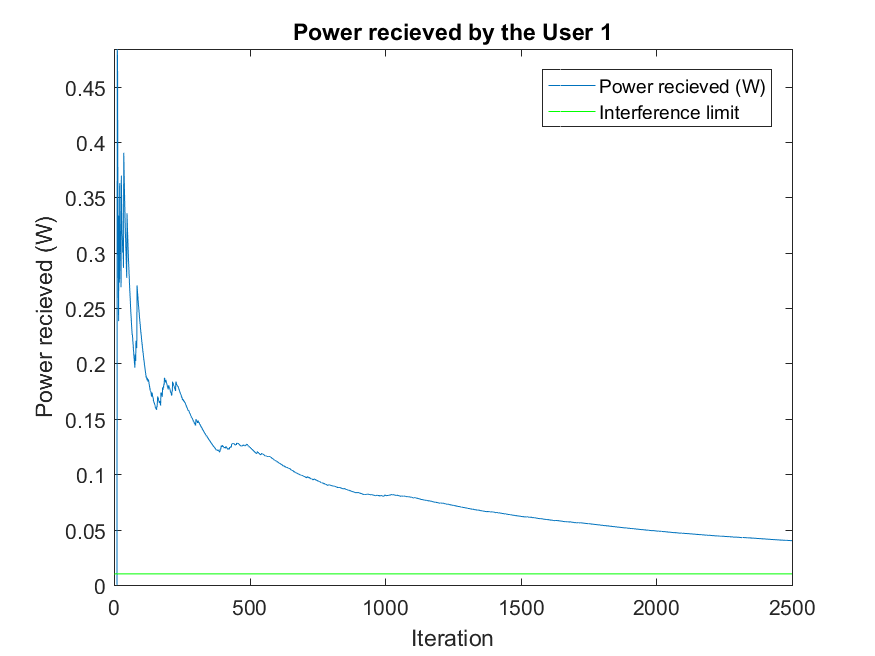 Power recieved by the User 1
Power recieved (W)
Interference limit
0.45
0.4
0.35
0.3
0.25
0.2
0.15
0.1
0.05
0
Power recieved (W)
0 500 1000 1500 2000 2500
Iteration